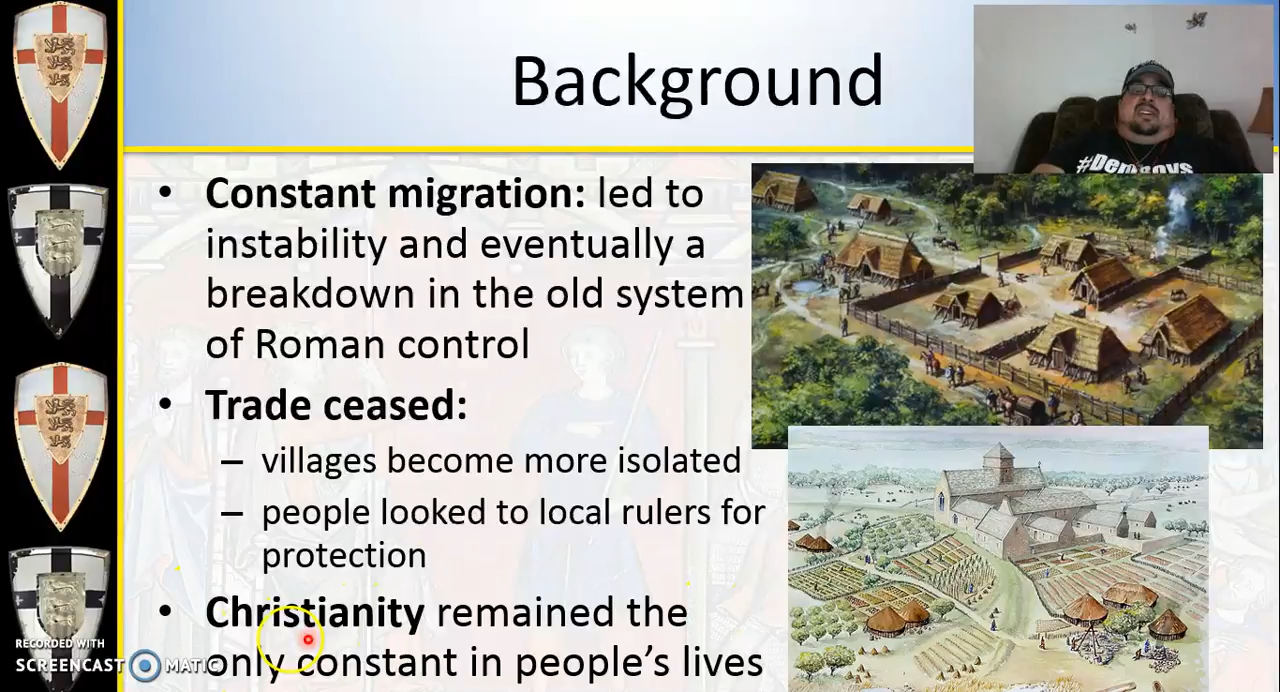 Background
#DemBoys
• Constant migration: led to
instability and eventually a
breakdown in the old system
of Roman control
• Trade ceased:
– villages become more isolated
– people looked to local rulers for
protection
• Christianity remained the
only constant in people's lives
RECORDED WITH
SCREENCAST MATIC